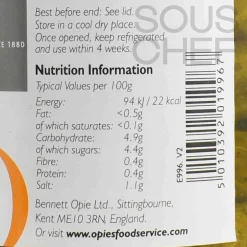 Best before end: See lid.
Store in a cool dry place.
Once opened, keep refrigerated
and use within 4 weeks.
SOUS
CHEF
CE 1880
Nutrition Information
Typical Values per 100g
Energy: 94 kJ / 22 kcal
Fat: <0.5g
of which saturates: <0.1g
Carbohydrate: 4.9g
of which sugars: 4.4g
Fibre: 0.4g
Protein: 0.4g
Salt: 1.1g
Bennett Opie Ltd., Sittingbourne,
Kent ME10 3RN, England.
Or visit: www.opiesfoodservice.com
E996 V2
5010392019967